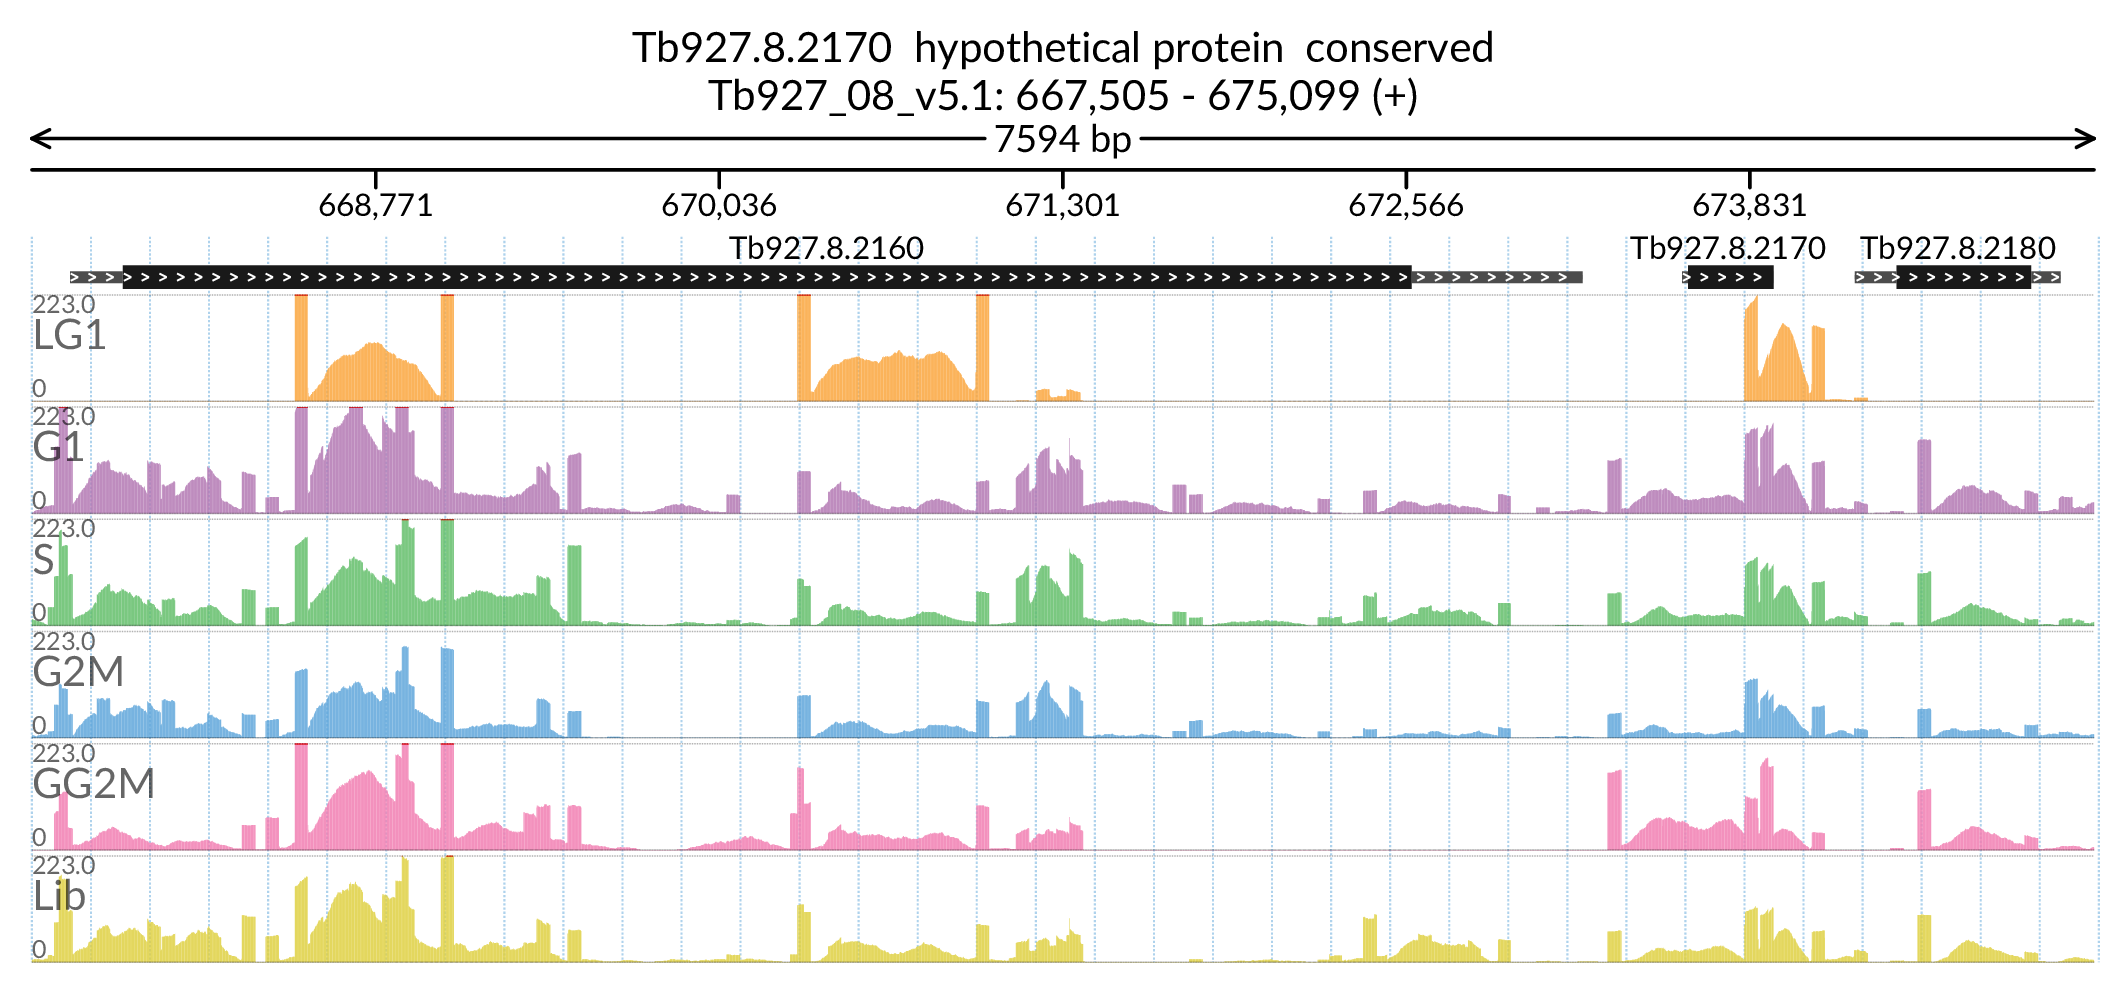 Tb927.8.2170 hypothetical protein conserved
Tb927_08_v5.1: 667,505 - 675,099 (+)
7594 bp
668,771 670,036 671,301 672,566 673,831
Tb927.8.2160 Tb927.8.2170 Tb927.8.2180
223.0
LG1
0
223.0
G1
0
223.0
S
0
223.0
G2M
0
223.0
GG2M
0
223.0
Lib
0